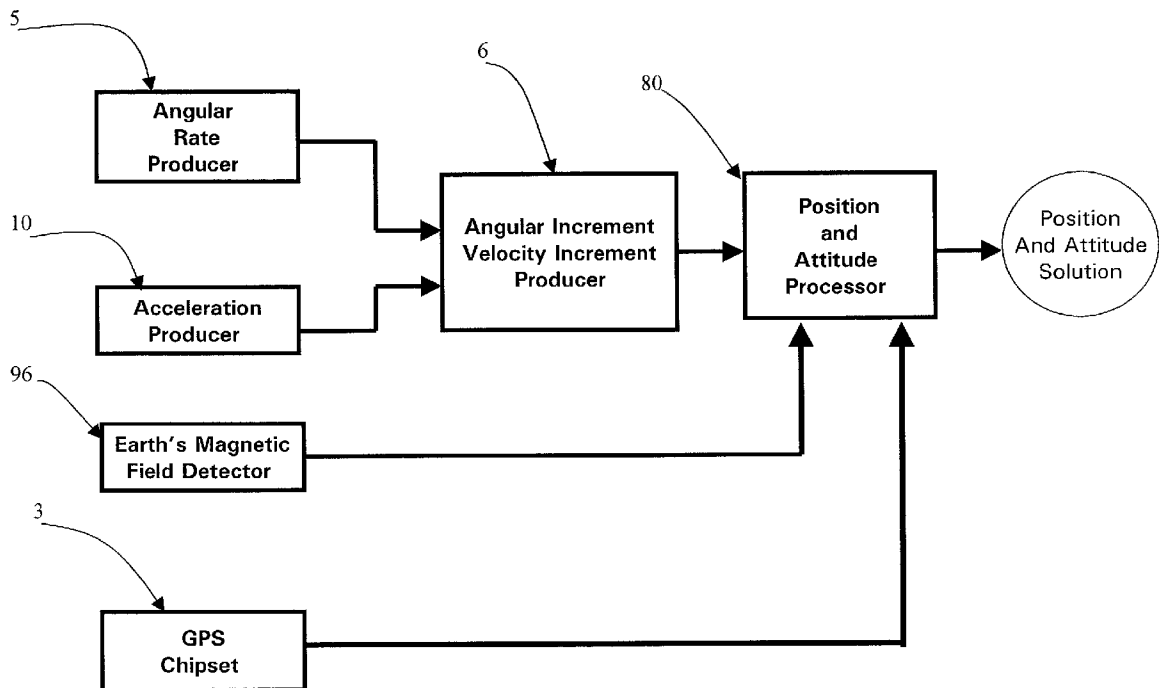 5
Angular
Rate
Producer
6
80
10
Acceleration
Producer
Angular Increment
Velocity Increment
Producer
Position
and
Attitude
Processor
Position
And Attitude
Solution
96
Earth's Magnetic
Field Detector
3
GPS
Chipset